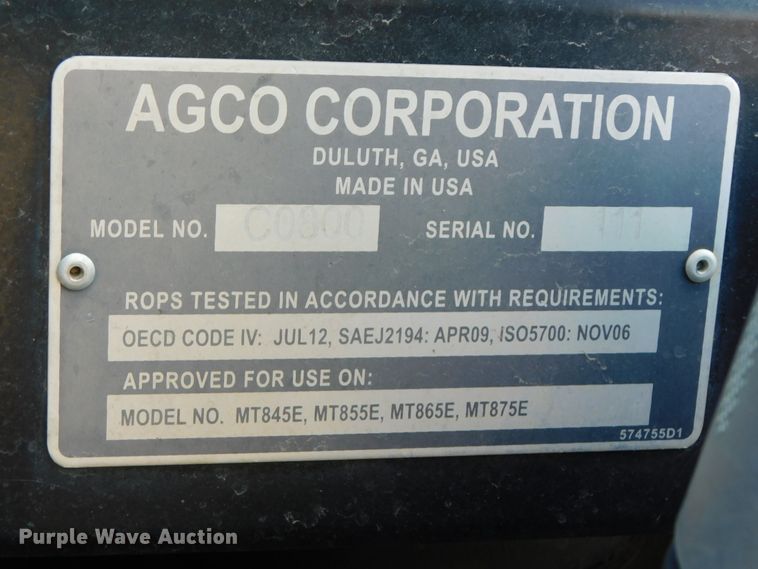 AGCO CORPORATION
DULUTH, GA, USA
MADE IN USA
MODEL NO. C0800 SERIAL NO. 111
ROPS TESTED IN ACCORDANCE WITH REQUIREMENTS:
OECD CODE IV: JUL12, SAEJ2194: APR09, ISO5700: NOV06
APPROVED FOR USE ON:
MODEL NO. MT845E, MT855E, MT865E, MT875E
574755D1
Purple Wave Auction